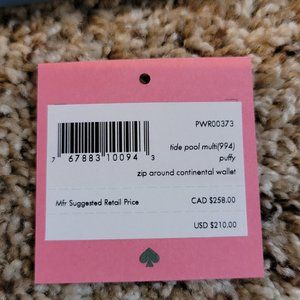 PWR00373
7 67883 10094 3
tide pool multi(994)
puffy
zip around continental wallet
Mfr Suggested Retail Price CAD $258.00
USD $210.00